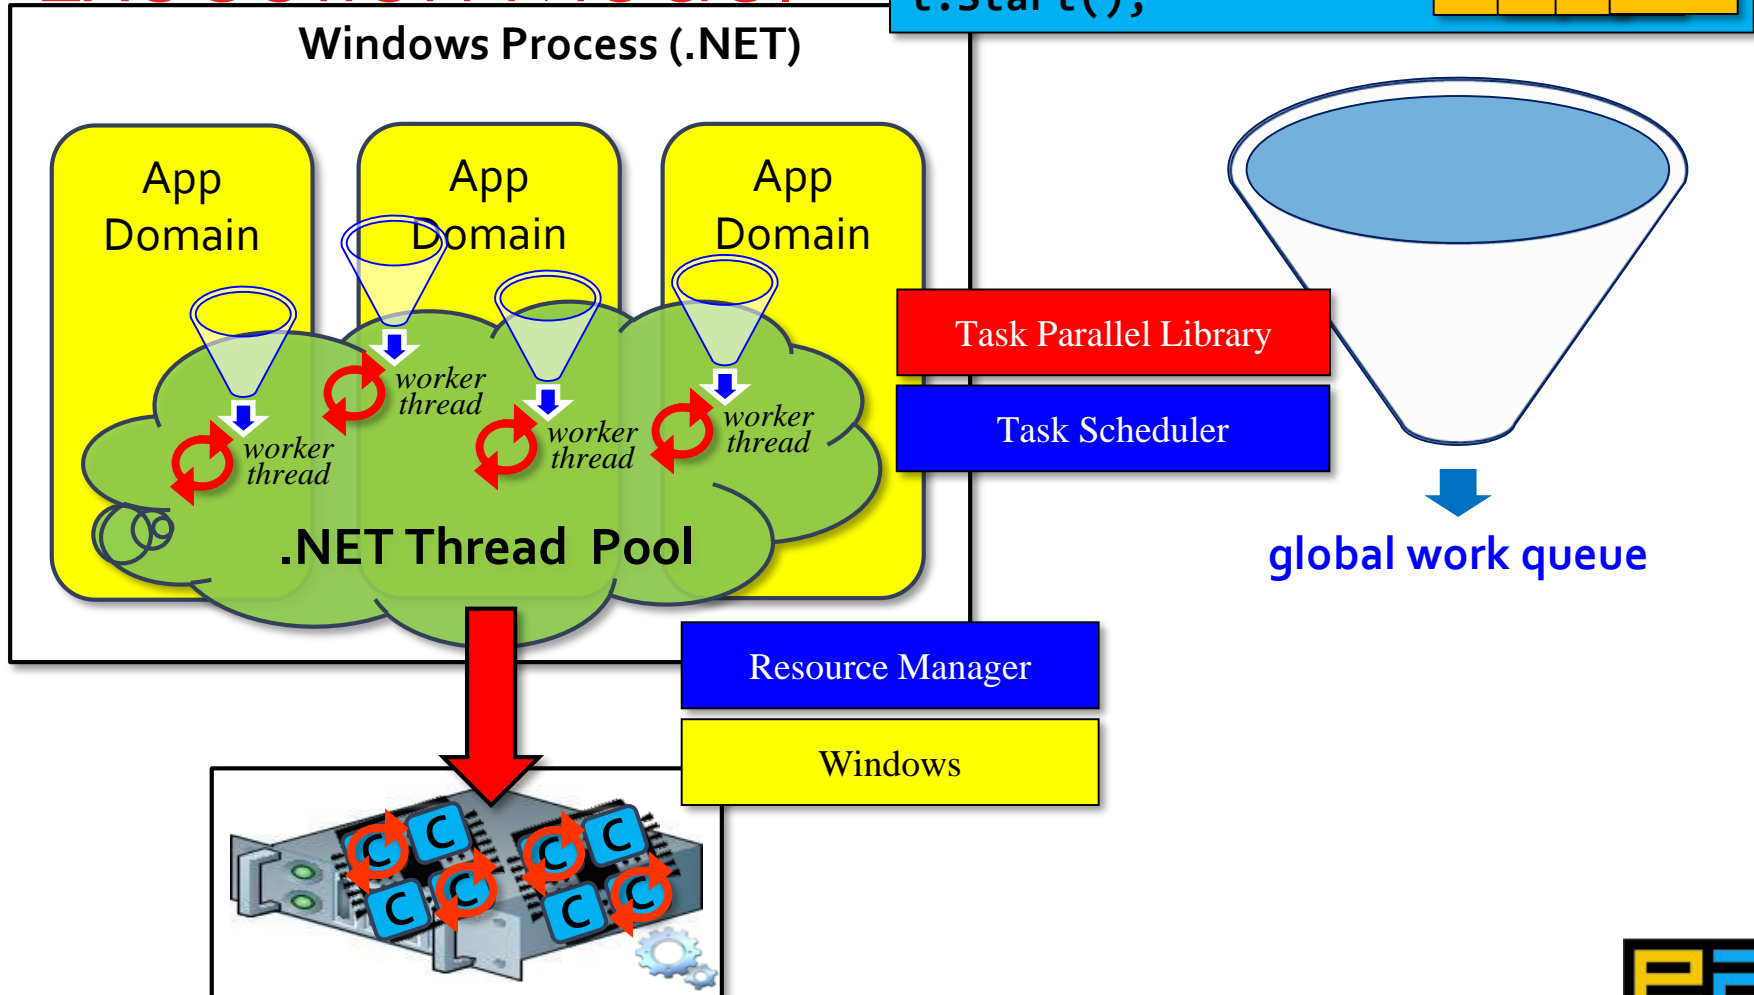 t.Start();
Windows Process (.NET)
App
Domain
App
Domain
App
Domain
worker
thread
worker
thread
worker
thread
worker
thread
.NET Thread Pool
Task Parallel Library
Task Scheduler
global work queue
Resource Manager
Windows
C
C
C
C
C
C
C
C